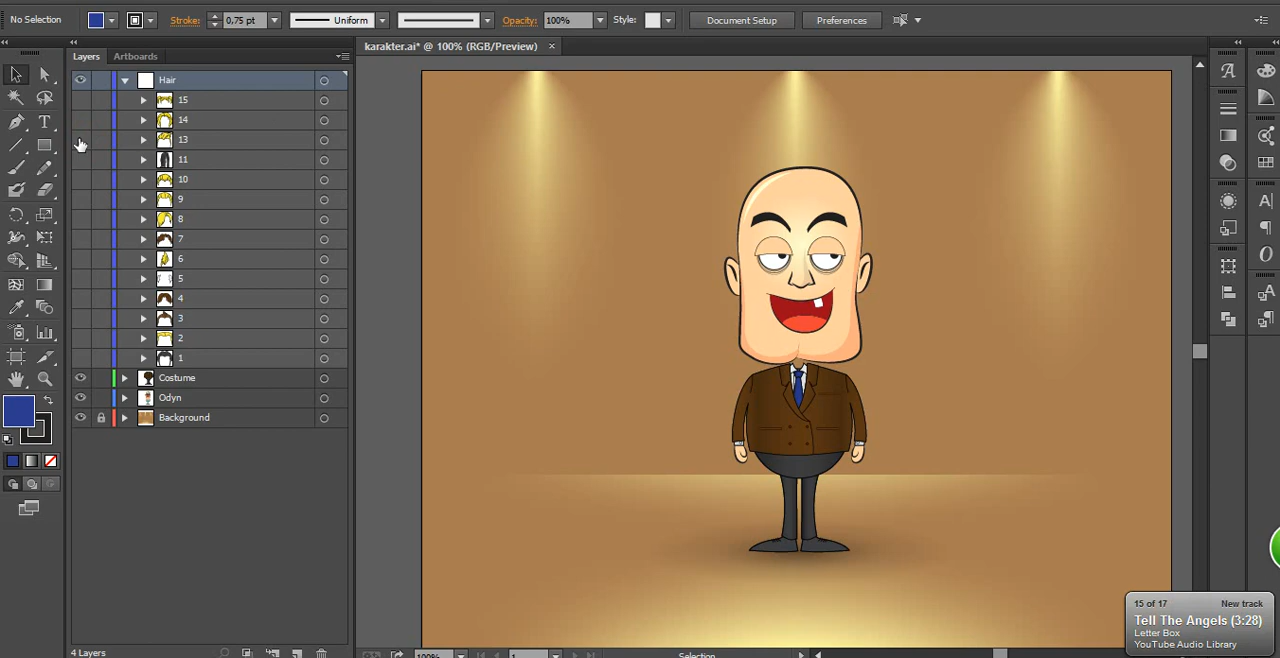 No Selection
Stroke: 0,75 pt Uniform Opacity: 100% Style: Document Setup Preferences
Layers Artboards
karakter.ai* @ 100% (RGB/Preview) ×
Hair
15
14
13
11
10
9
8
7
6
5
4
3
2
1
Costume
Odyn
Background
4 Layers
100% 1 Selection
15 of 17 New track
Tell The Angels (3:28)
Letter Box
YouTube Audio Library